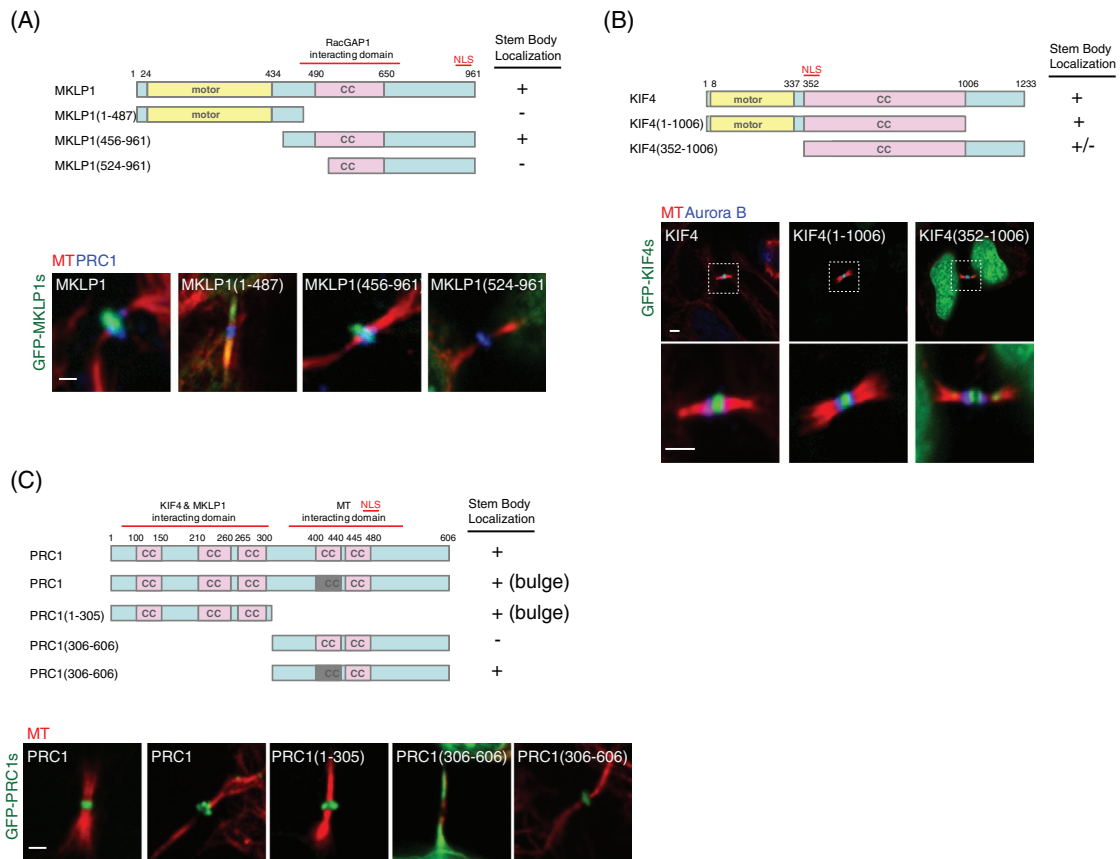 (A)
RacGAP1
interacting domain
Stem Body
Localization
NLS
1 24 434 490 650 961
MKLP1 motor CC +
MKLP1(1-487) motor -
MKLP1(456-961) CC +
MKLP1(524-961) CC -
MT PRC1
GFP-MKLP1s
MKLP1 MKLP1(1-487) MKLP1(456-961) MKLP1(524-961
(B)
Stem Body
Localization
NLS
1 8 337 352 1006 1233
KIF4 motor CC +
KIF4(1-1006) motor CC +
KIF4(352-1006) CC +/-
MT Aurora B
GFP-KIF4s
KIF4 KIF4(1-1006) KIF4(352-1006)
(C)
KIF4 & MKLP1
interacting domain
MT NLS
interacting domain
Stem Body
Localization
1 100 150 210 260 265 300 400 440 445 480 606
PRC1 CC CC CC CC CC +
PRC1 CC CC CC CC CC + (bulge)
PRC1(1-305) CC CC CC + (bulge)
PRC1(306-606) CC CC -
PRC1(306-606) CC CC +
MT
GFP-PRC1s
PRC1 PRC1 PRC1(1-305) PRC1(306-606) PRC1(306-606)